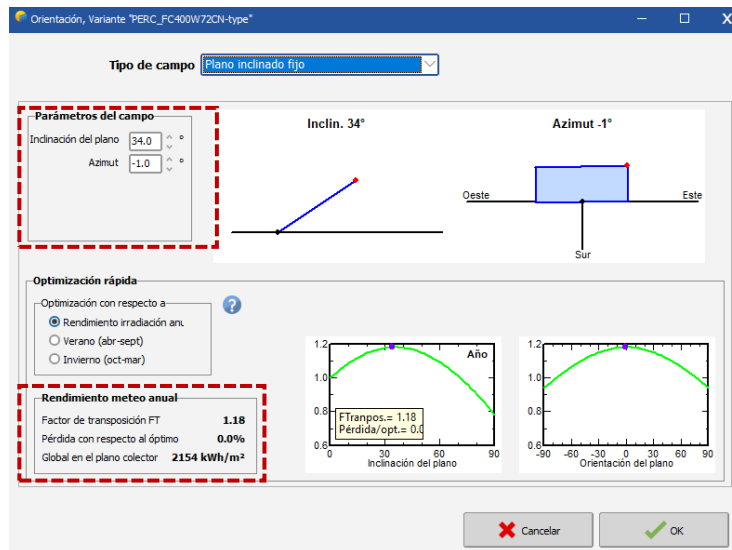 Orientación, Variante "PERC_FC400W72CN-type"
Tipo de campo Plano inclinado fijo
Parámetros del campo
Inclinación del plano 34.0 °
Azimut -1.0 °
Inclin. 34°
Azimut -1°
Oeste
Este
Sur
Optimización rápida
Optimización con respecto a
Rendimiento irradiación anu
Verano (abr-sept)
Invierno (oct-mar)
?
Rendimiento meteo anual
Factor de transposición FT 1.18
Pérdida con respecto al óptimo 0.0%
Global en el plano colector 2154 kWh/m²
1.2
1.0
0.8
0.6
Año
FTranpos.= 1.18
Pérdida/opt.= 0.0
0 30 60 90
Inclinación del plano
1.2
1.0
0.8
0.6
-90 -60 -30 0 30 60 90
Orientación del plano
Cancelar
OK